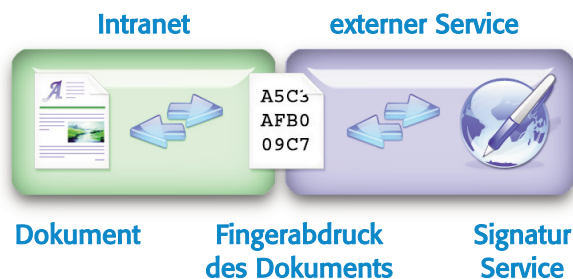 Intranet
externer Service
A
A5C3
AFB0
09C7
Dokument
Fingerabdruck
des Dokuments
Signatur
Service